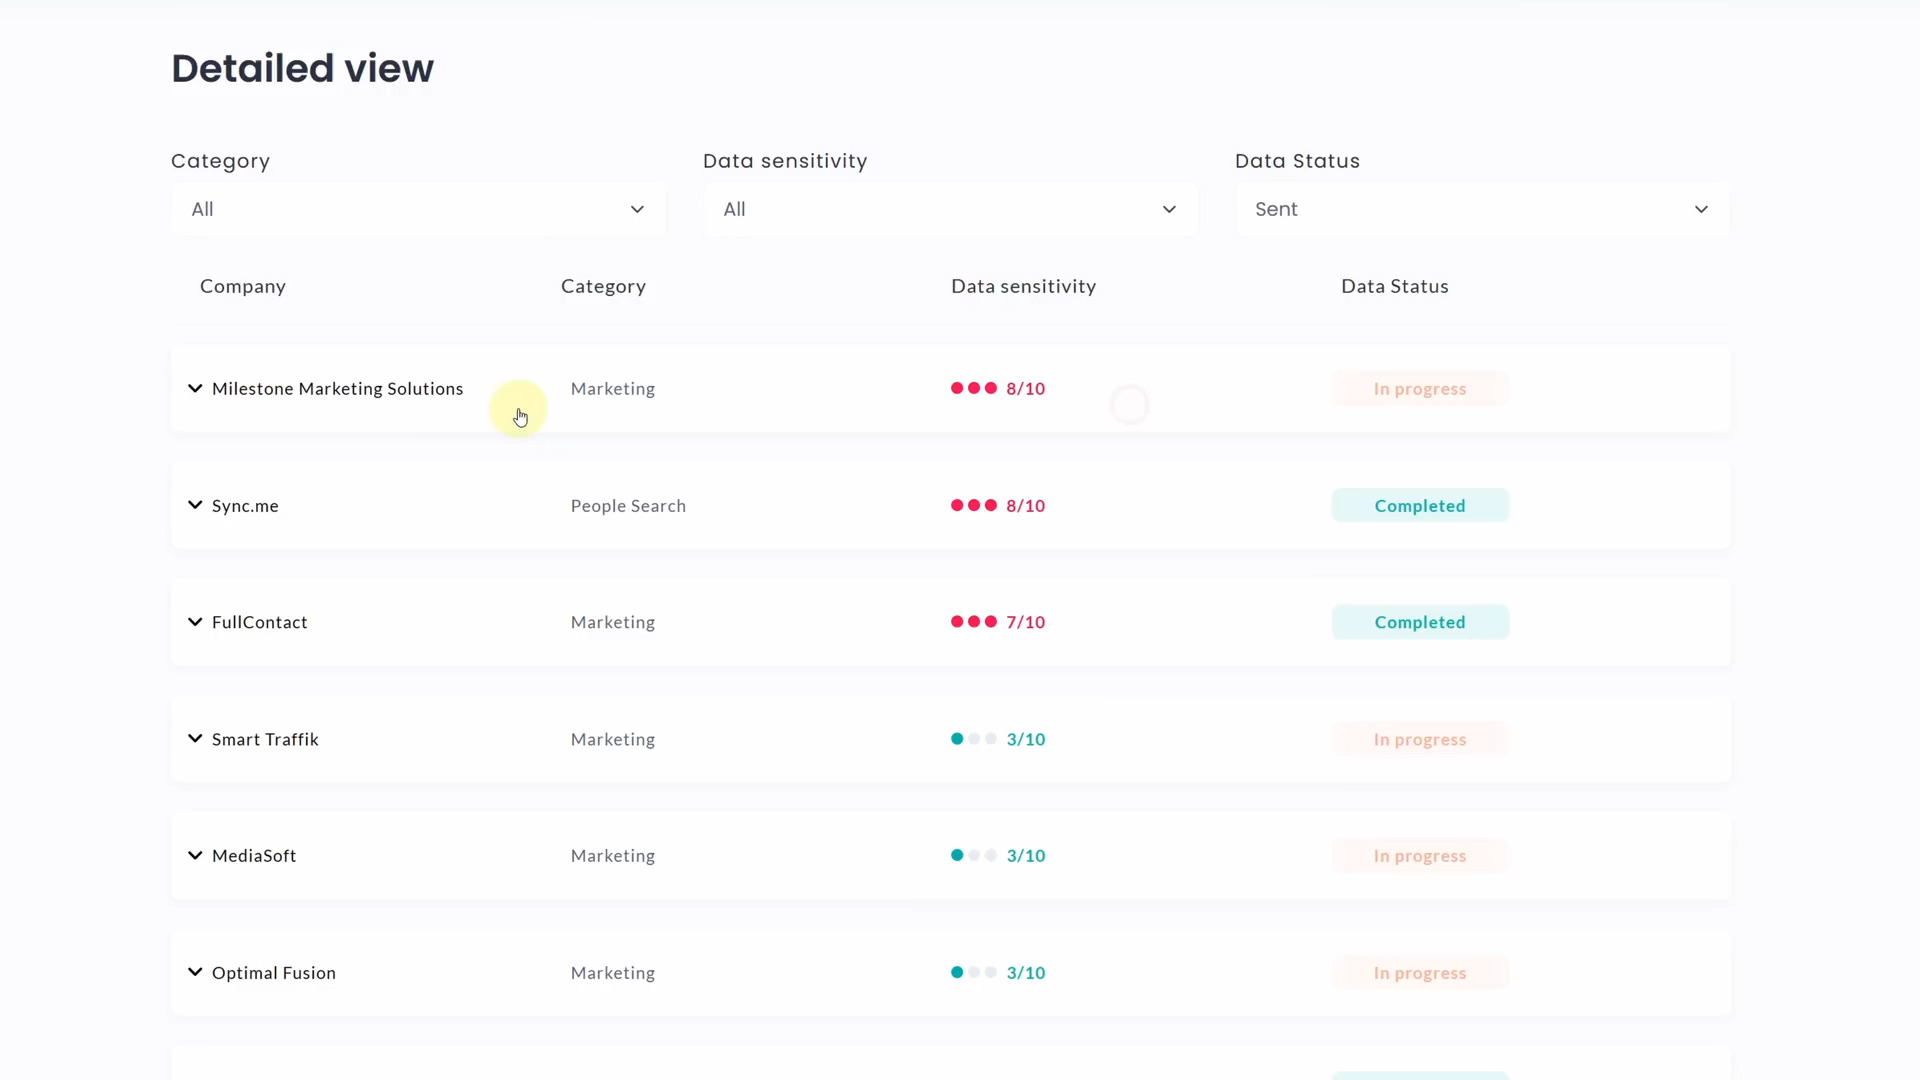 Detailed view
Category Data sensitivity Data Status
All All Sent
Company Category Data sensitivity Data Status
Milestone Marketing Solutions Marketing 8/10 In progress
Sync.me People Search 8/10 Completed
FullContact Marketing 7/10 Completed
Smart Traffik Marketing 3/10 In progress
MediaSoft Marketing 3/10 In progress
Optimal Fusion Marketing 3/10 In progress